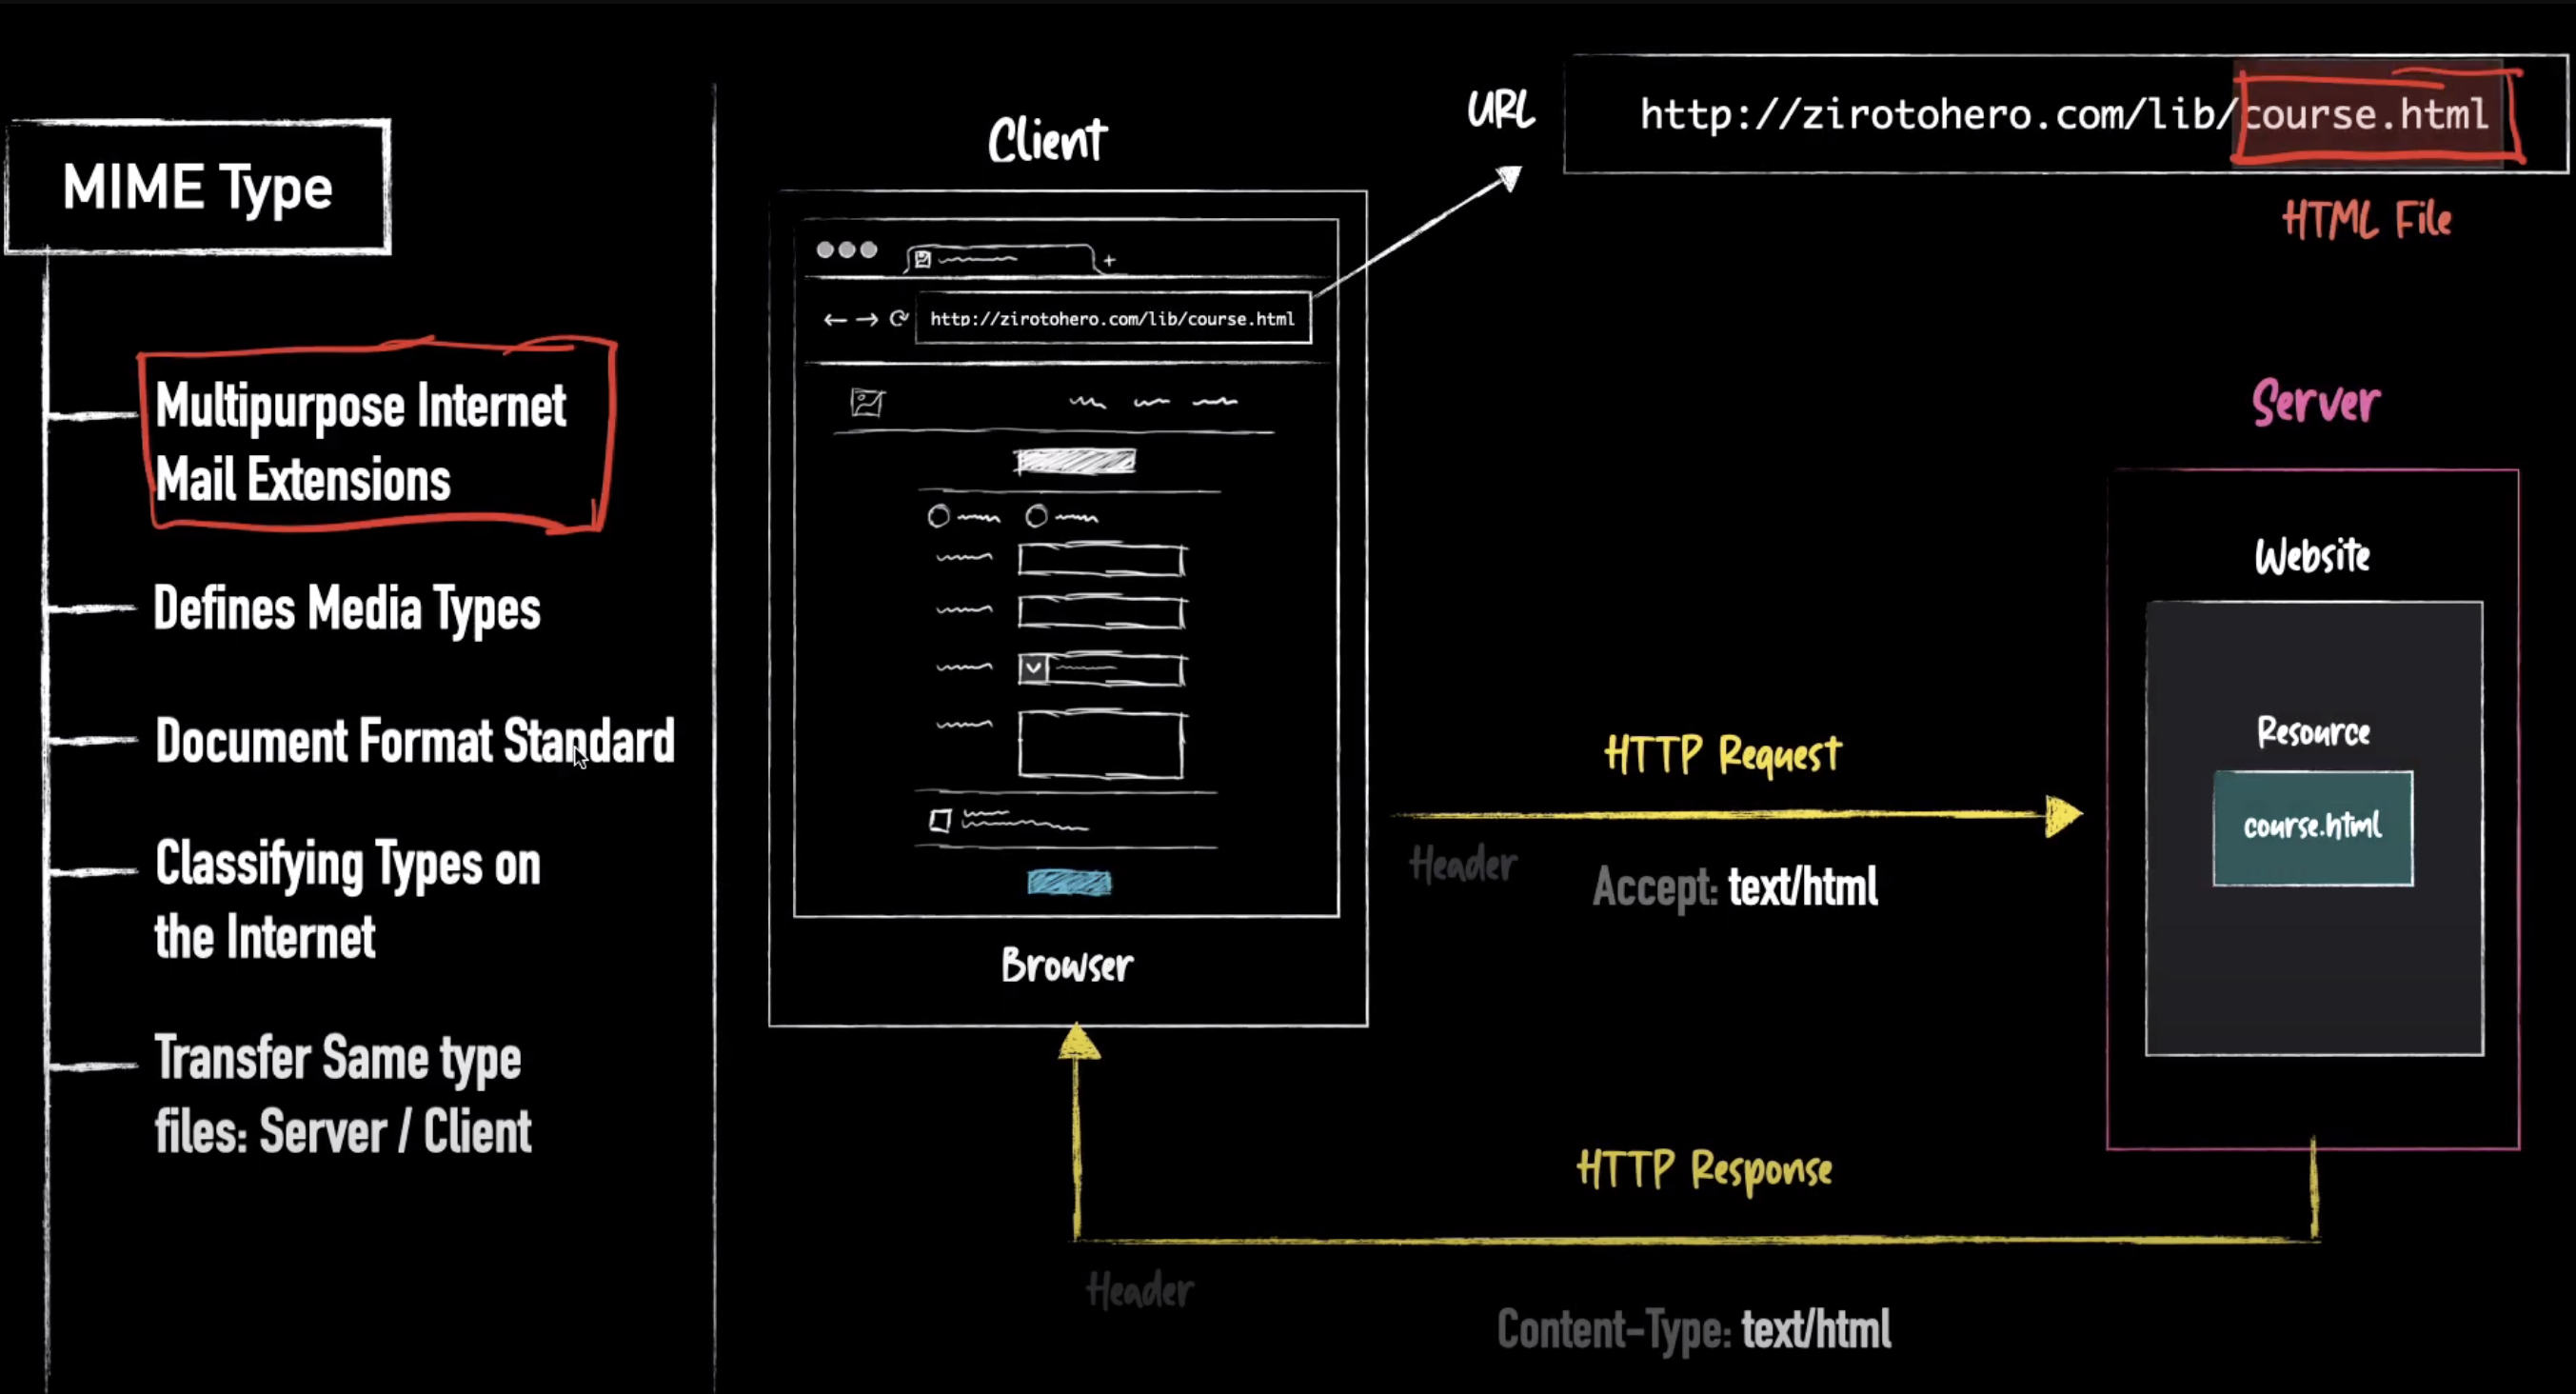 MIME Type
Multipurpose Internet
Mail Extensions
Defines Media Types
Document Format Standard
Classifying Types on
the Internet
Transfer Same type
files: Server / Client
Client
http://zirotohero.com/lib/course.html
Browser
URL
http://zirotohero.com/lib/course.html
HTML File
Server
Website
Resource
course.html
HTTP Request
Header
Accept: text/html
HTTP Response
Header
Content-Type: text/html